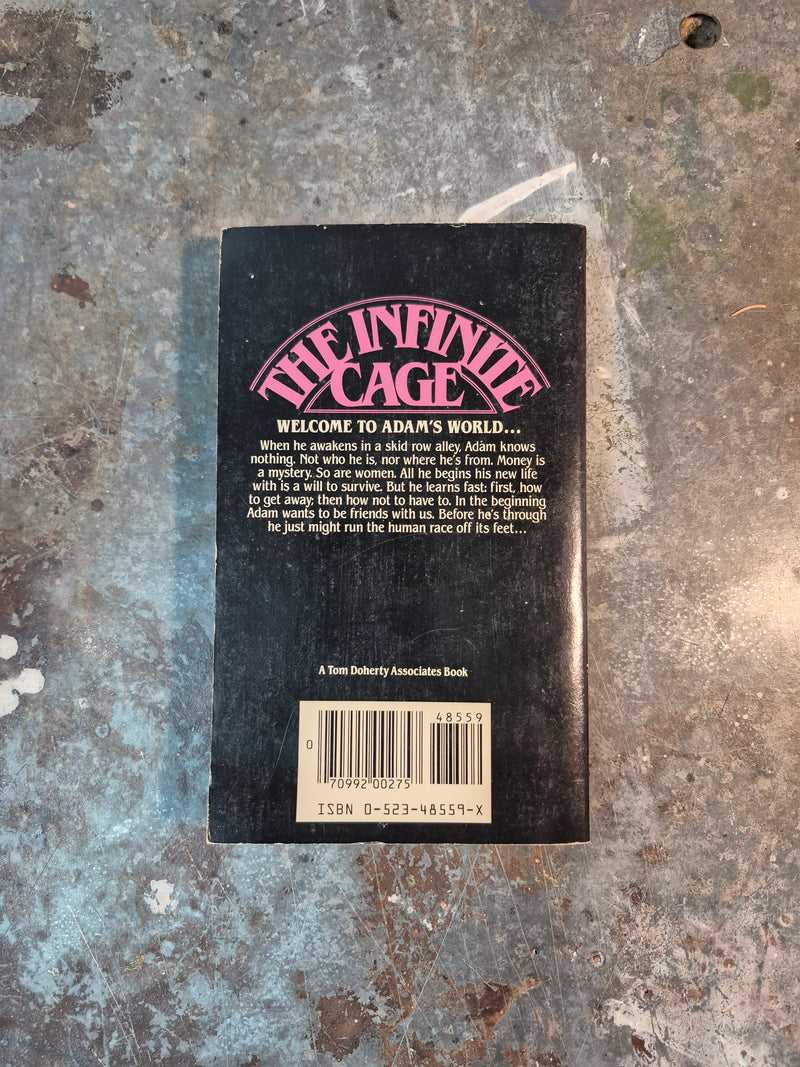 THE INFINITE
CAGE
WELCOME TO ADAM'S WORLD...
When he awakens in a skid row alley, Adam knows
nothing. Not who he is, nor where he's from. Money is
a mystery. So are women. All he begins his new life
with is a will to survive. But he learns fast: first, how
to get away; then how not to have to. In the beginning
Adam wants to be friends with us. Before he's through
he just might run the human race off its feet...
A Tom Doherty Associates Book
48559
0
70992 00275
ISBN 0-523-48559-X